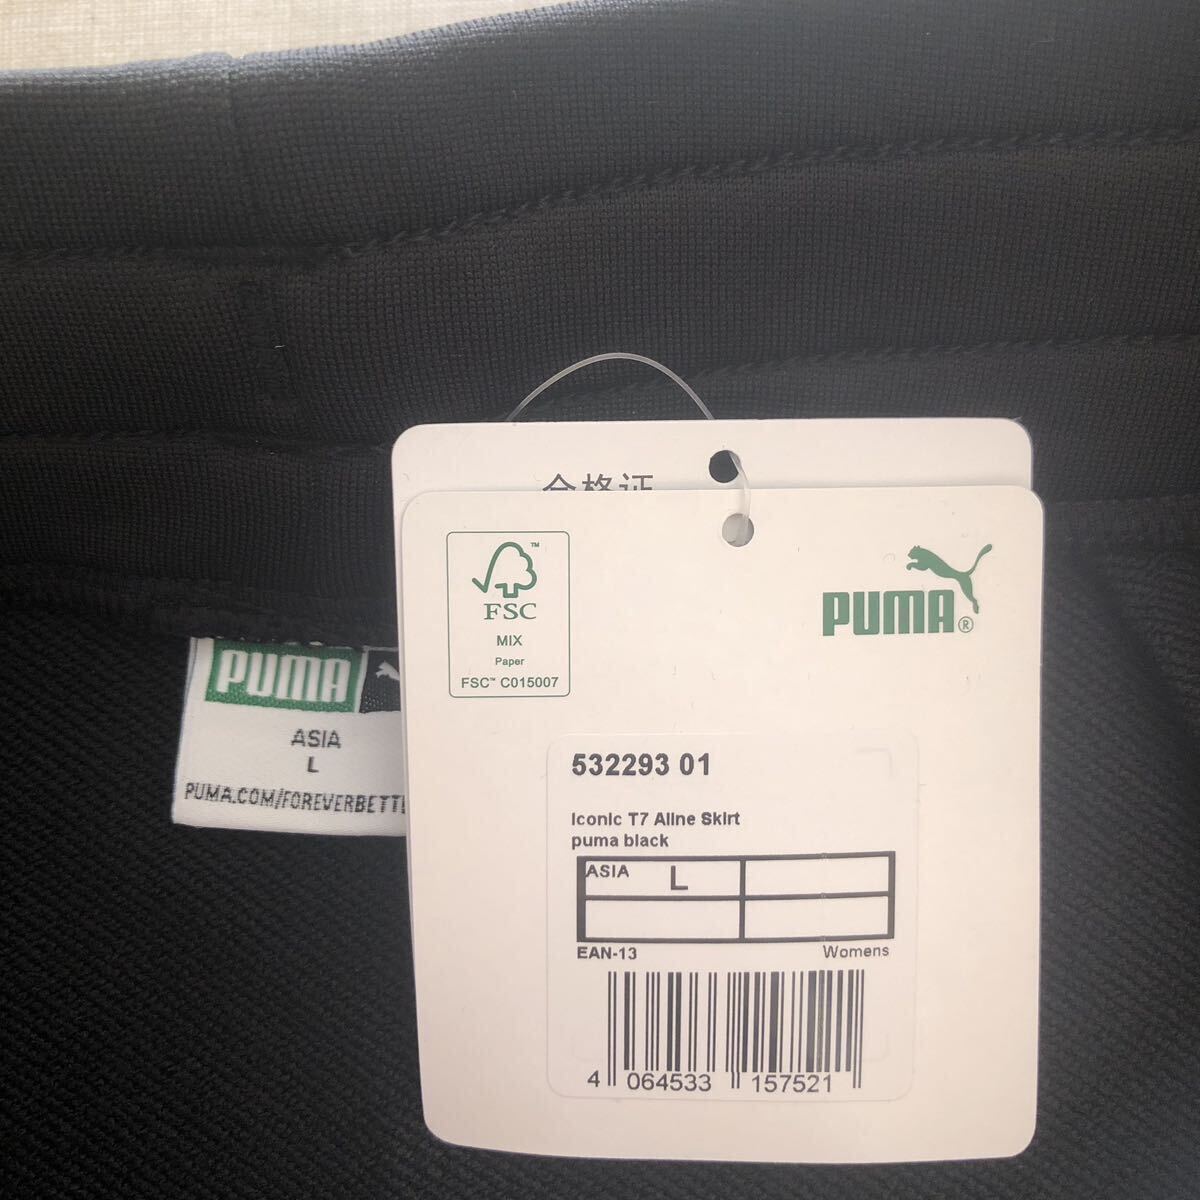 合格证
FSC
MIX
Paper
FSC™ C015007
PUMA®
PUMA
ASIA
L
PUMA.COM/FOREVERBETTE
532293 01
Iconic T7 Aline Skirt
puma black
ASIA L
EAN-13 Womens
4 064533 157521